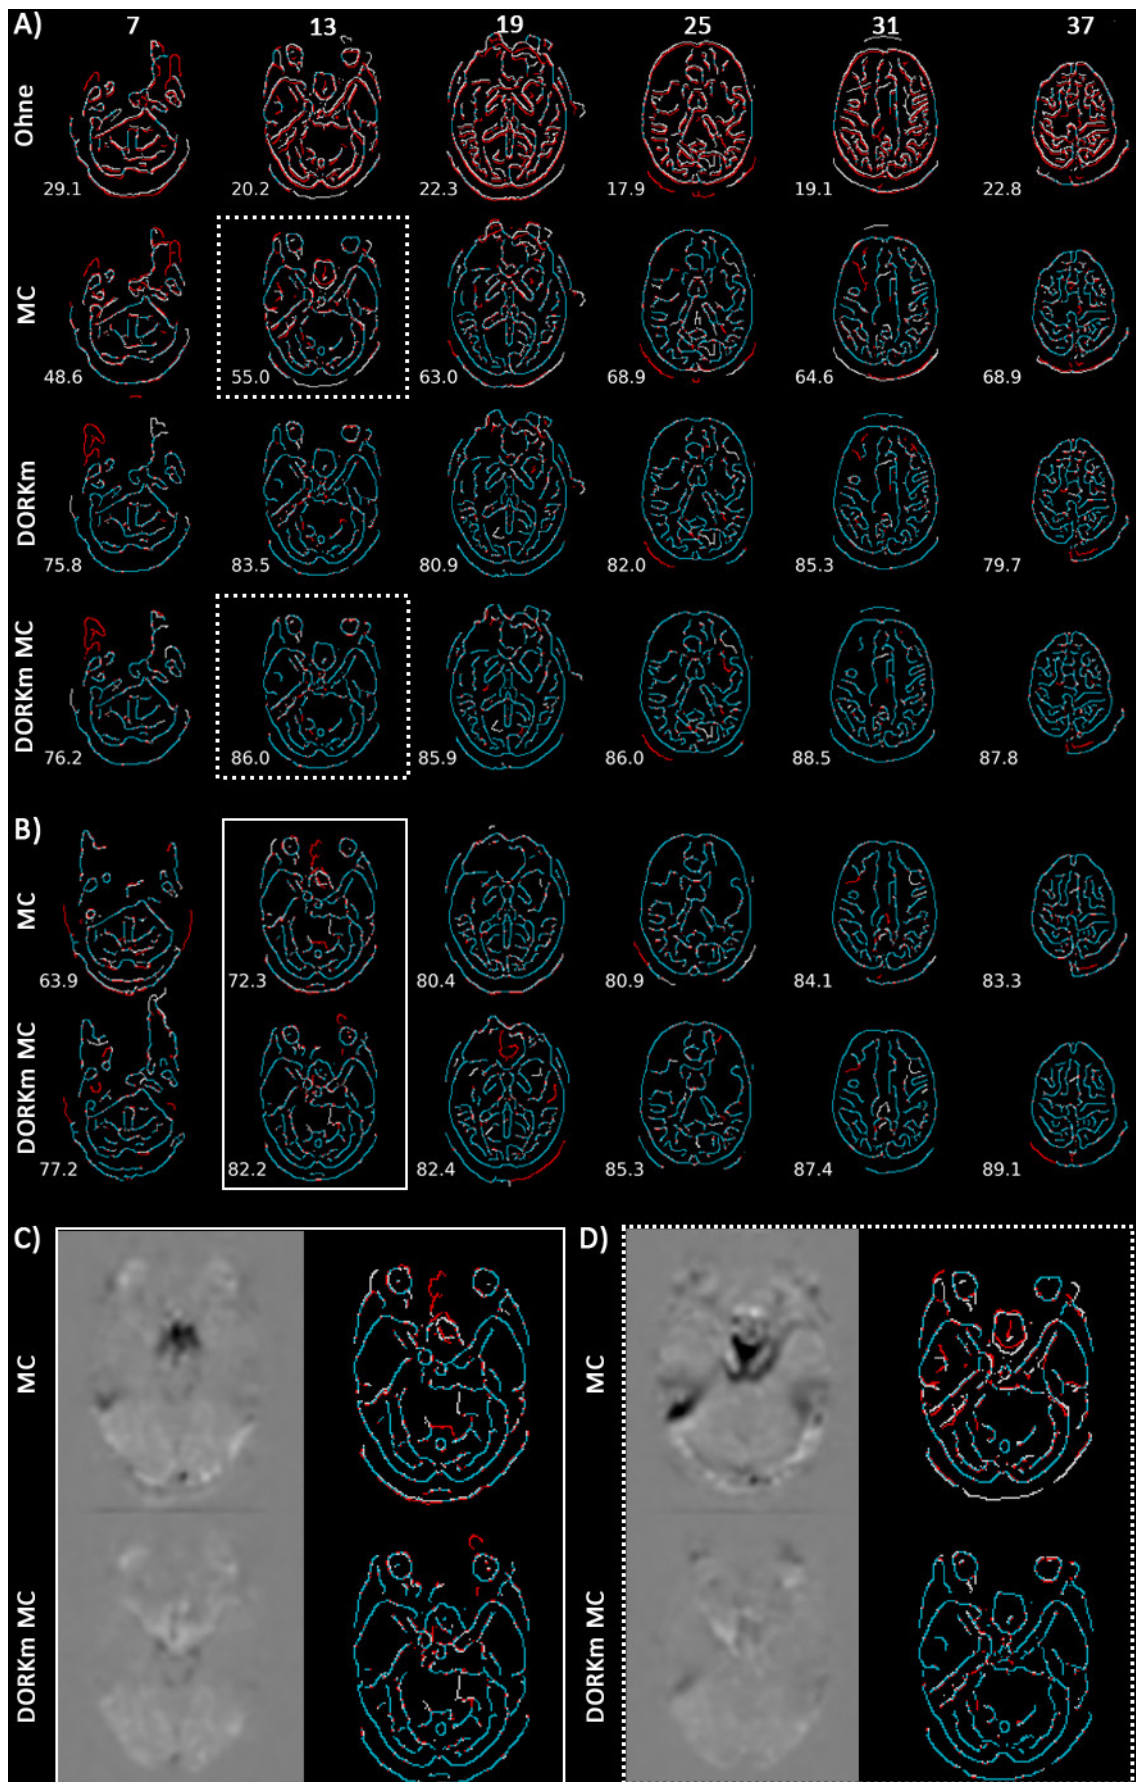 A) 7 13 19 25 31 37
Ohne
29.1 20.2 22.3 17.9 19.1 22.8
MC
48.6 55.0 63.0 68.9 64.6 68.9
DORKm
75.8 83.5 80.9 82.0 85.3 79.7
DORKm MC
76.2 86.0 85.9 86.0 88.5 87.8
B)
MC
63.9 72.3 80.4 80.9 84.1 83.3
DORKm MC
77.2 82.2 82.4 85.3 87.4 89.1
C)
MC
DORKm MC
D)
MC
DORKm MC